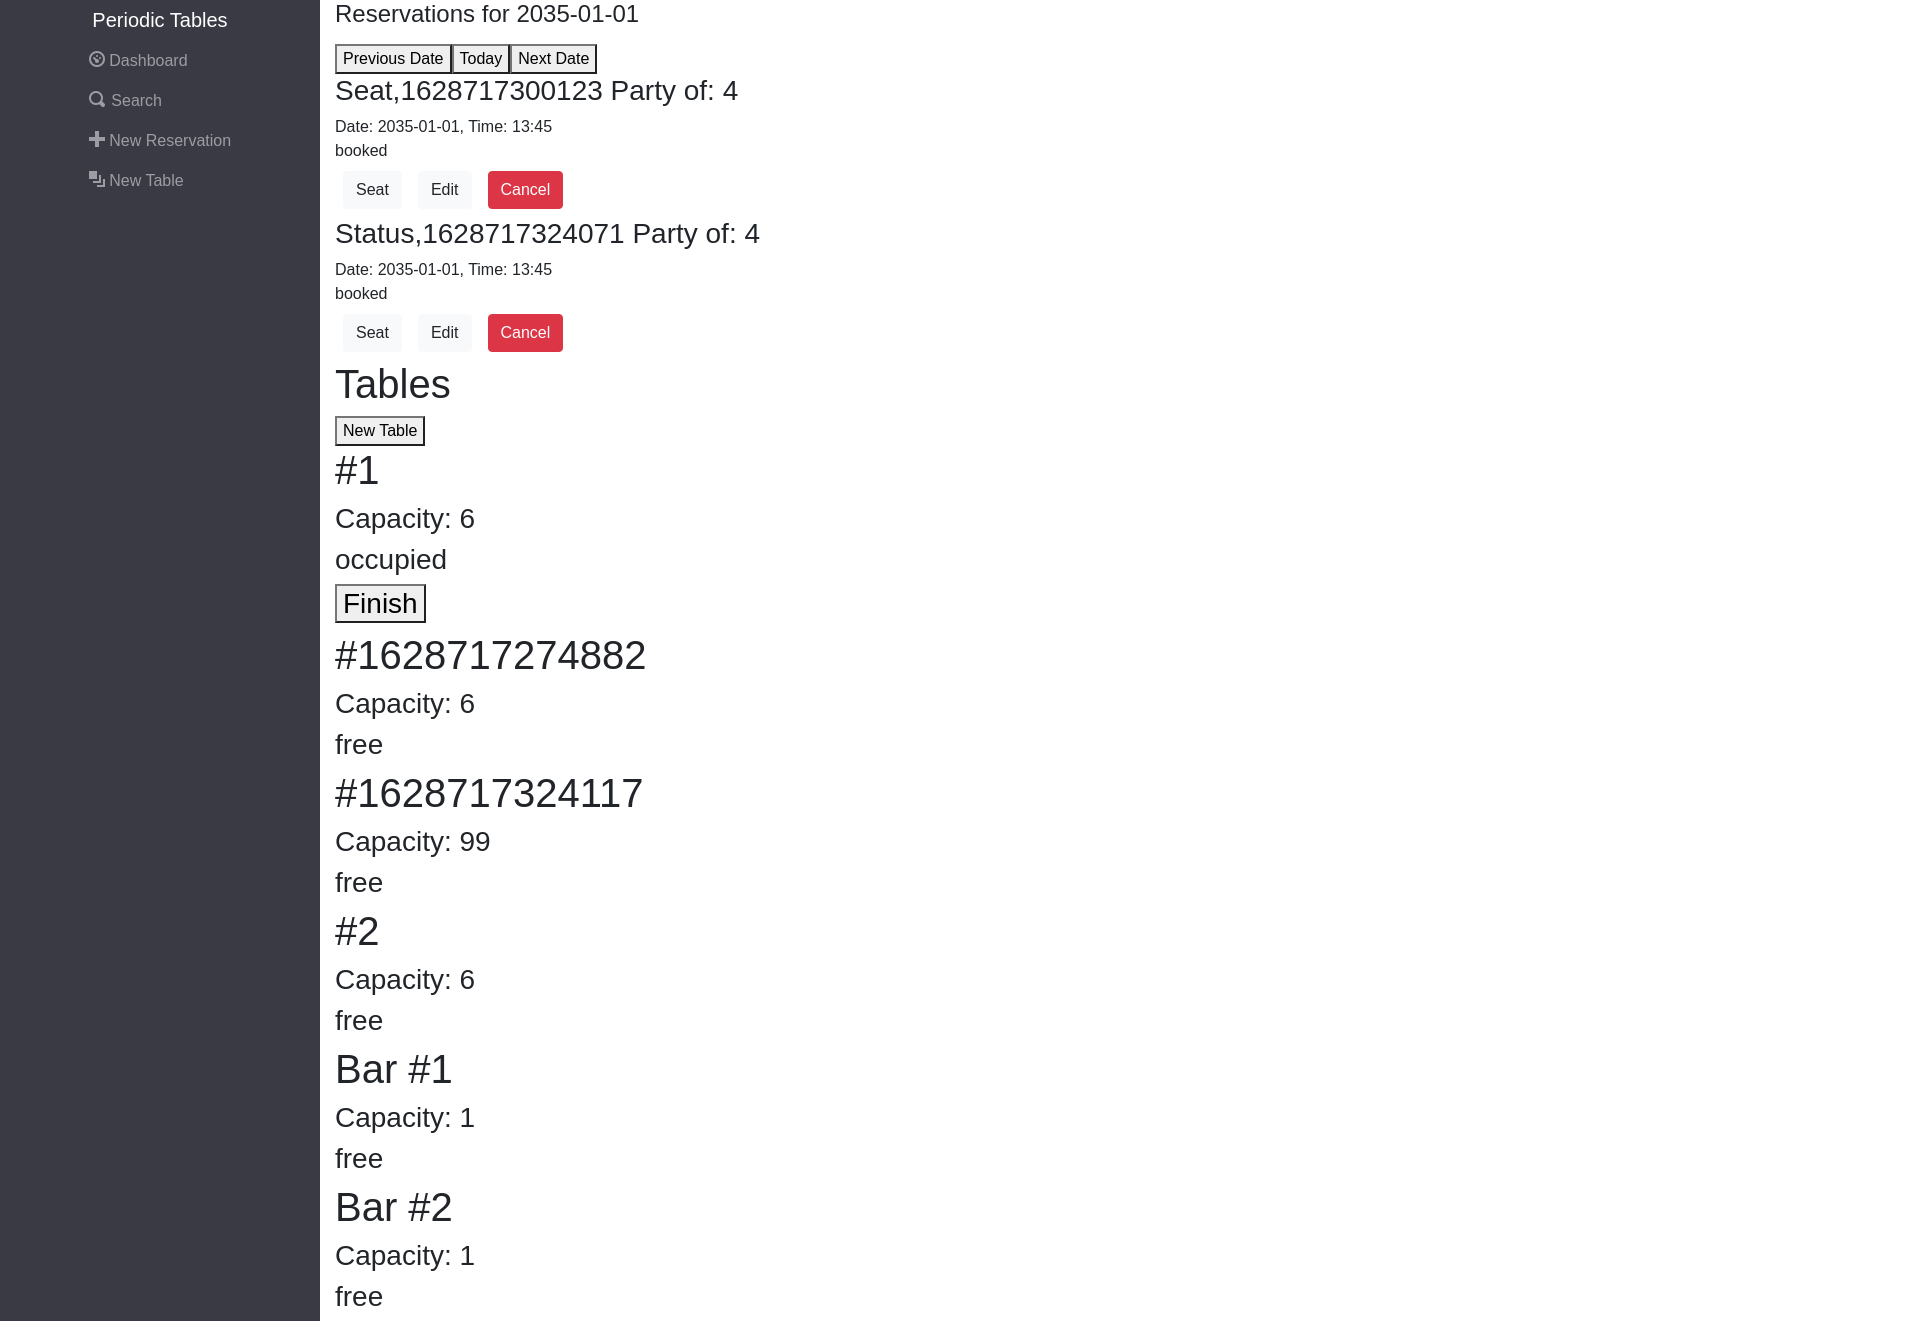 Periodic Tables
Dashboard
Search
New Reservation
New Table
Reservations for 2035-01-01
Previous Date Today Next Date
Seat,1628717300123 Party of: 4
Date: 2035-01-01, Time: 13:45
booked
Seat Edit Cancel
Status,1628717324071 Party of: 4
Date: 2035-01-01, Time: 13:45
booked
Seat Edit Cancel
Tables
New Table
#1
Capacity: 6
occupied
Finish
#1628717274882
Capacity: 6
free
#1628717324117
Capacity: 99
free
#2
Capacity: 6
free
Bar #1
Capacity: 1
free
Bar #2
Capacity: 1
free